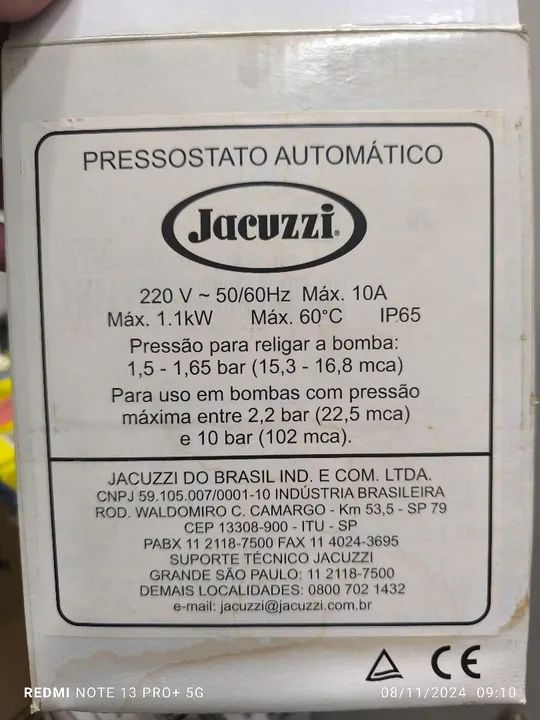 PRESSOSTATO AUTOMÁTICO
Jacuzzi®
220 V ~ 50/60Hz Máx. 10A
Máx. 1.1kW Máx. 60°C IP65
Pressão para religar a bomba:
1,5 - 1,65 bar (15,3 - 16,8 mca)
Para uso em bombas com pressão
máxima entre 2,2 bar (22,5 mca)
e 10 bar (102 mca).
JACUZZI DO BRASIL IND. E COM. LTDA.
CNPJ 59.105.007/0001-10 INDÚSTRIA BRASILEIRA
ROD. WALDOMIRO C. CAMARGO - Km 53,5 - SP 79
CEP 13308-900 - ITU - SP
PABX 11 2118-7500 FAX 11 4024-3695
SUPORTE TÉCNICO JACUZZI
GRANDE SÃO PAULO: 11 2118-7500
DEMAIS LOCALIDADES: 0800 702 1432
e-mail: jacuzzi@jacuzzi.com.br
CE
REDMI NOTE 13 PRO+ 5G 08/11/2024 09:10